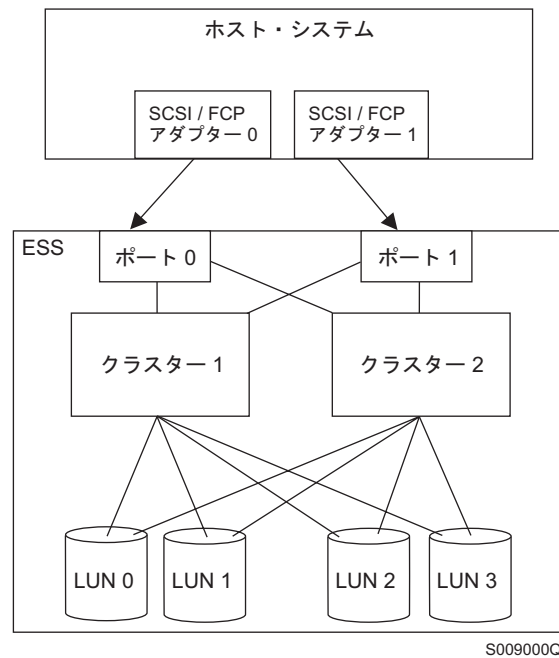 ホスト・システム
SCSI / FCP
アダプター 0
SCSI / FCP
アダプター 1
ESS
ポート 0
ポート 1
クラスター 1
クラスター 2
LUN 0
LUN 1
LUN 2
LUN 3
S009000Q